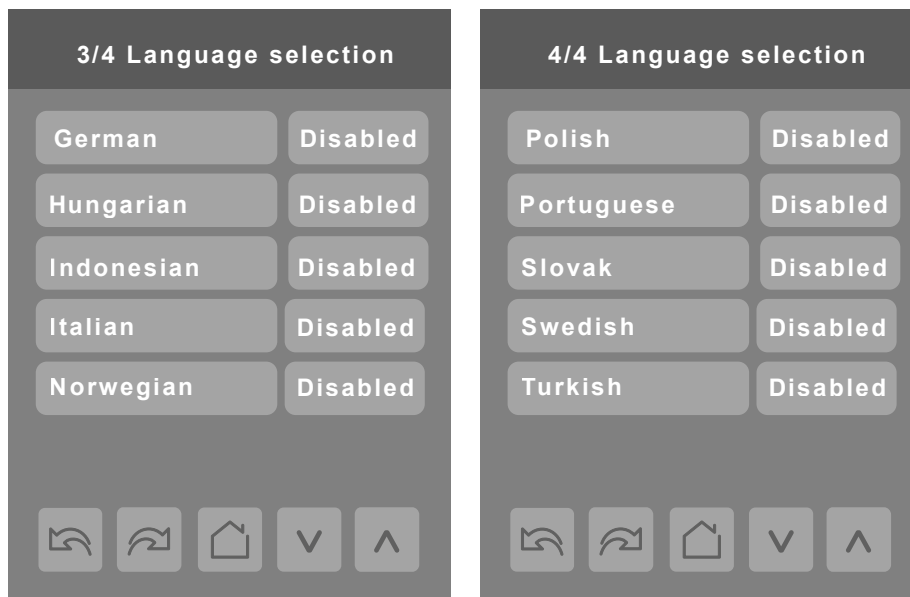 3/4 Language selection
German Disabled
Hungarian Disabled
Indonesian Disabled
Italian Disabled
Norwegian Disabled
4/4 Language selection
Polish Disabled
Portuguese Disabled
Slovak Disabled
Swedish Disabled
Turkish Disabled